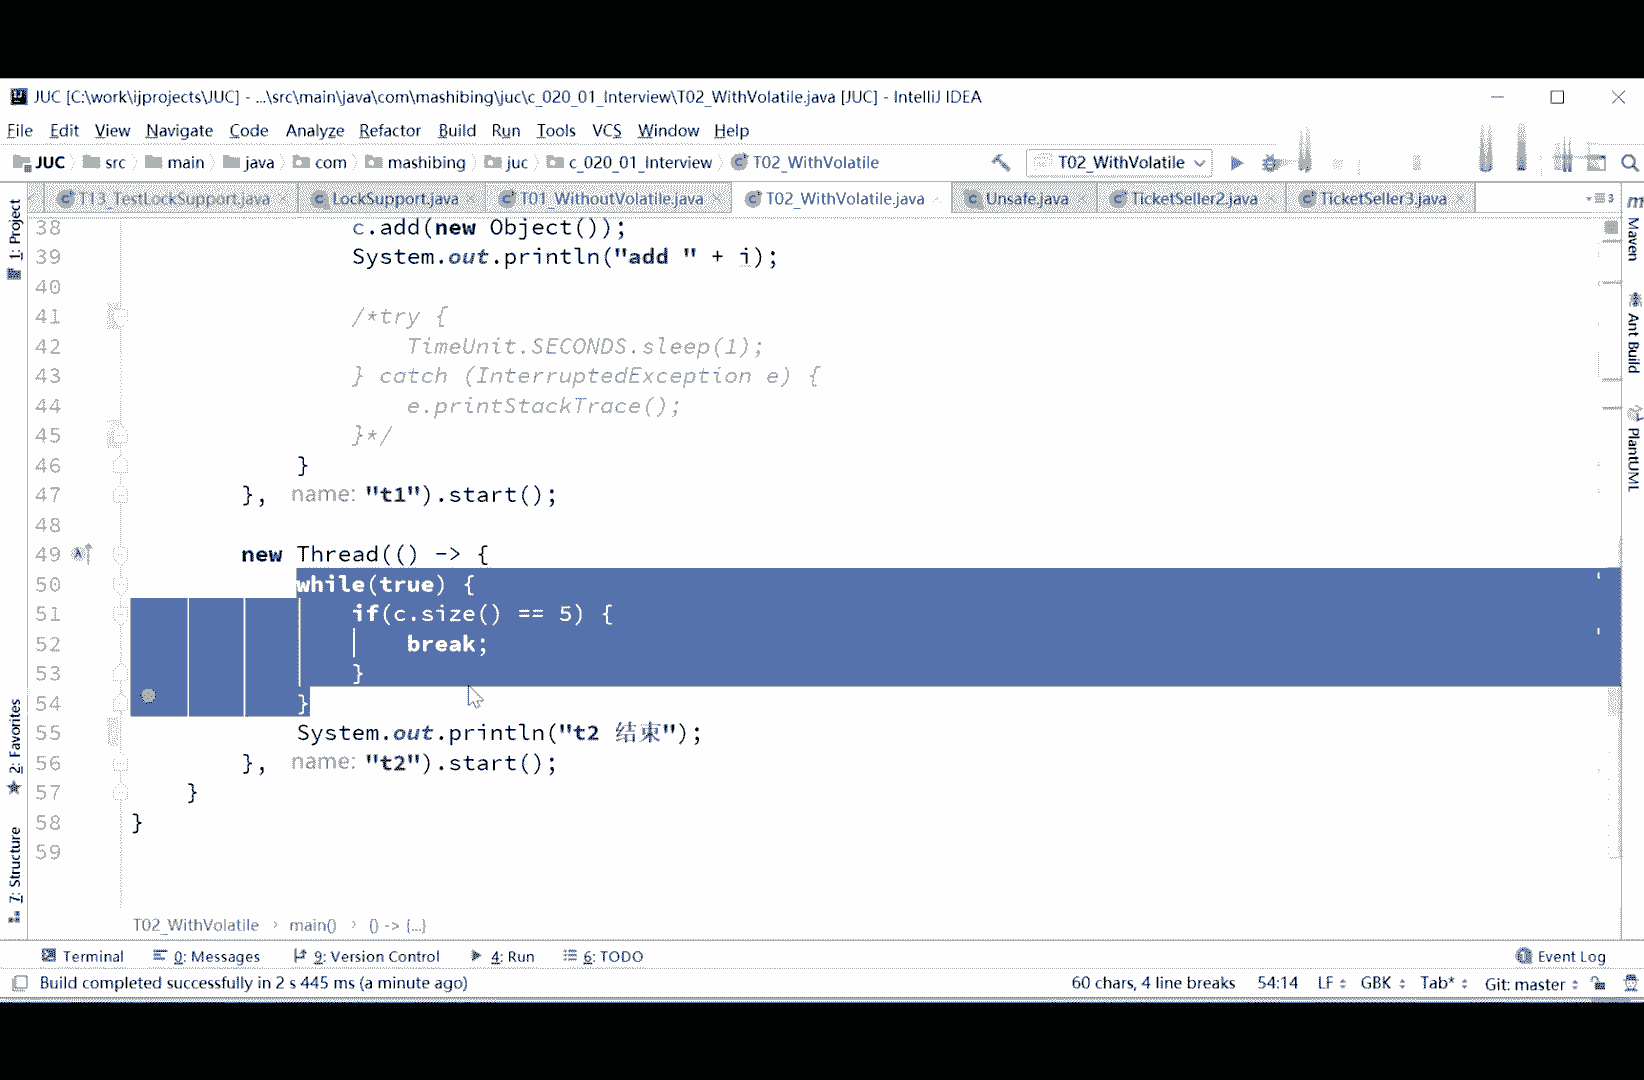 JUC [C:\work\ijprojects\JUC] - ...\src\main\java\com\mashibing\juc\c_020_01_Interview\T02_WithVolatile.java [JUC] - IntelliJ IDEA
File Edit View Navigate Code Analyze Refactor Build Run Tools VCS Window Help
JUC src main java com mashibing juc c_020_01_Interview T02_WithVolatile T02_WithVolatile
T13_TestLockSupport.java LockSupport.java T01_WithoutVolatile.java T02_WithVolatile.java Unsafe.java TicketSeller2.java TicketSeller3.java 3
1: Project
2: Favorites
7: Structure
38 c.add(new Object());
39 System.out.println("add " + i);
40
41 /*try {
42 TimeUnit.SECONDS.sleep(1);
43 } catch (InterruptedException e) {
44 e.printStackTrace();
45 }*/
46 }
47 }, name: "t1").start();
48
49 new Thread(() -> {
50 while(true) {
51 if(c.size() == 5) {
52 break;
53 }
54 }
55 System.out.println("t2 结束");
56 }, name: "t2").start();
57 }
58 }
59
m Maven
Ant Build
PlantUML
T02_WithVolatile › main() › () -> {...}
Terminal 0: Messages 9: Version Control 4: Run 6: TODO Event Log
Build completed successfully in 2 s 445 ms (a minute ago) 60 chars, 4 line breaks 54:14 LF GBK Tab* Git: master